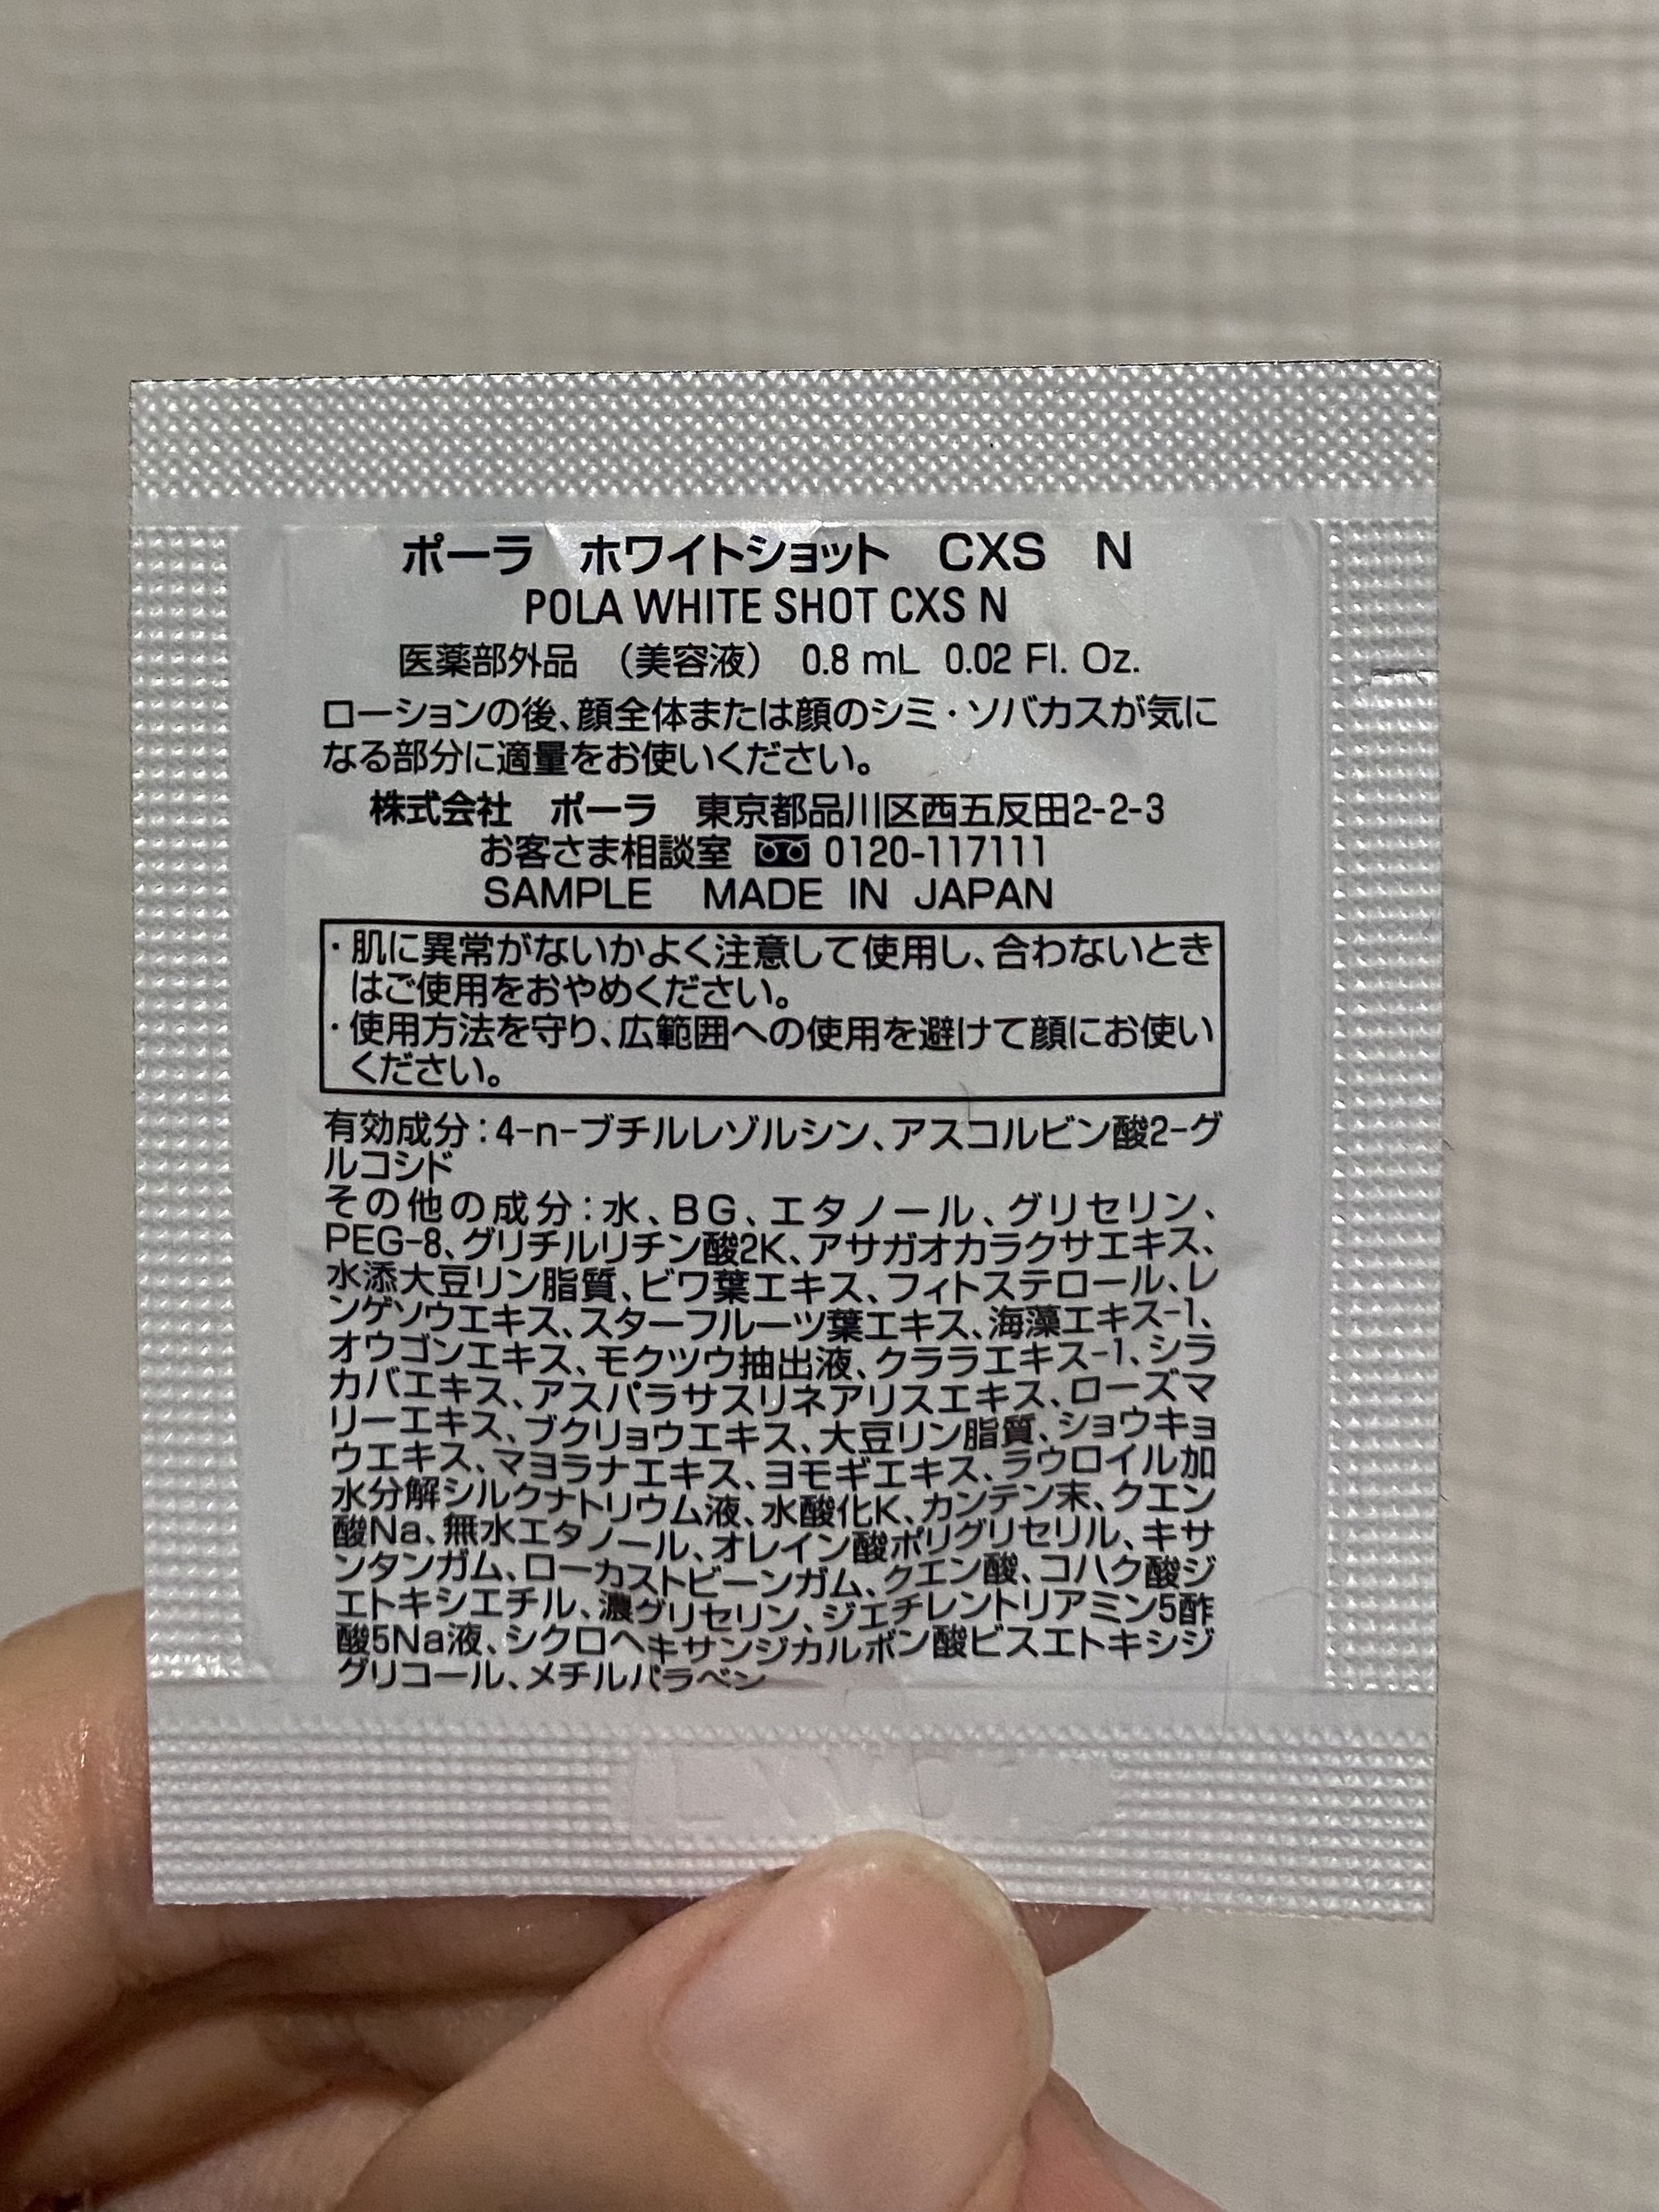 ポーラ ホワイトショット CXS N
POLA WHITE SHOT CXS N
医薬部外品 （美容液） 0.8 mL 0.02 Fl. Oz.
ローションの後、顔全体または顔のシミ・ソバカスが気に
なる部分に適量をお使いください。
株式会社 ポーラ 東京都品川区西五反田2-2-3
お客さま相談室 0120-117111
SAMPLE MADE IN JAPAN
・肌に異常がないかよく注意して使用し、合わないとき
はご使用をおやめください。
・使用方法を守り、広範囲への使用を避けて顔にお使い
ください。
有効成分：4-n-ブチルレゾルシン、アスコルビン酸2-グ
ルコシド
その他の成分：水、BG、エタノール、グリセリン、
PEG-8、グリチルリチン酸2K、アサガオカラクサエキス、
水添大豆リン脂質、ビワ葉エキス、フィトステロール、レ
ンゲソウエキス、スターフルーツ葉エキス、海藻エキス-1、
オウゴンエキス、モクツウ抽出液、クララエキス-1、シラ
カバエキス、アスパラサスリネアリスエキス、ローズマ
リーエキス、ブクリョウエキス、大豆リン脂質、ショウキョ
ウエキス、マヨラナエキス、ヨモギエキス、ラウロイル加
水分解シルクナトリウム液、水酸化K、カンテン末、クエン
酸Na、無水エタノール、オレイン酸ポリグリセリル、キサ
ンタンガム、ローカストビーンガム、クエン酸、コハク酸ジ
エトキシエチル、濃グリセリン、ジエチレントリアミン5酢
酸5Na液、シクロヘキサンジカルボン酸ビスエトキシジ
グリコール、メチルパラベン